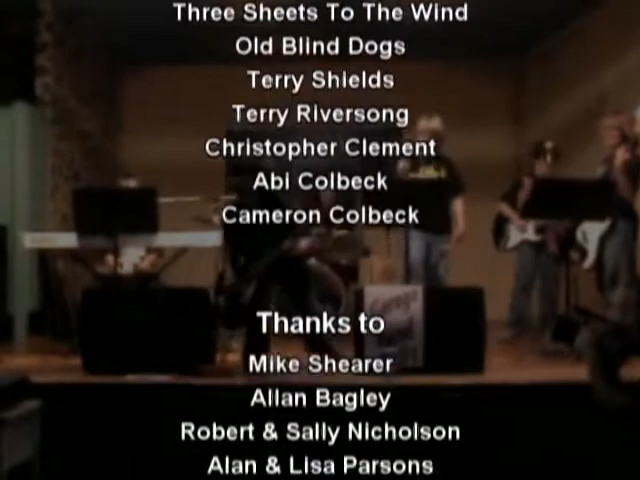 Three Sheets To The Wind
Old Blind Dogs
Terry Shields
Terry Riversong
Christopher Clement
Abi Colbeck
Cameron Colbeck
Thanks to
Mike Shearer
Allan Bagley
Robert & Sally Nicholson
Alan & Lisa Parsons